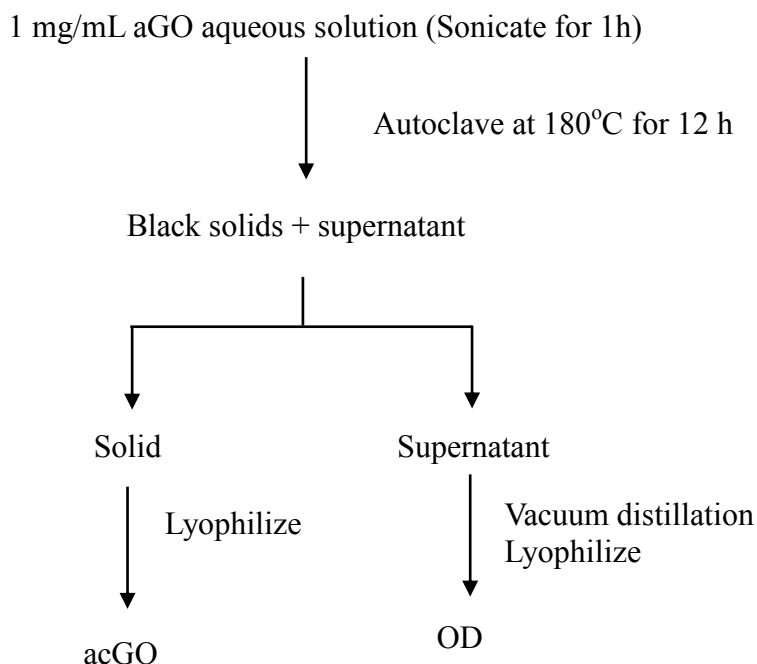 1 mg/mL aGO aqueous solution (Sonicate for 1h)
Autoclave at 180°C for 12 h
Black solids + supernatant
Solid
Supernatant
Lyophilize
Vacuum distillation
Lyophilize
acGO
OD